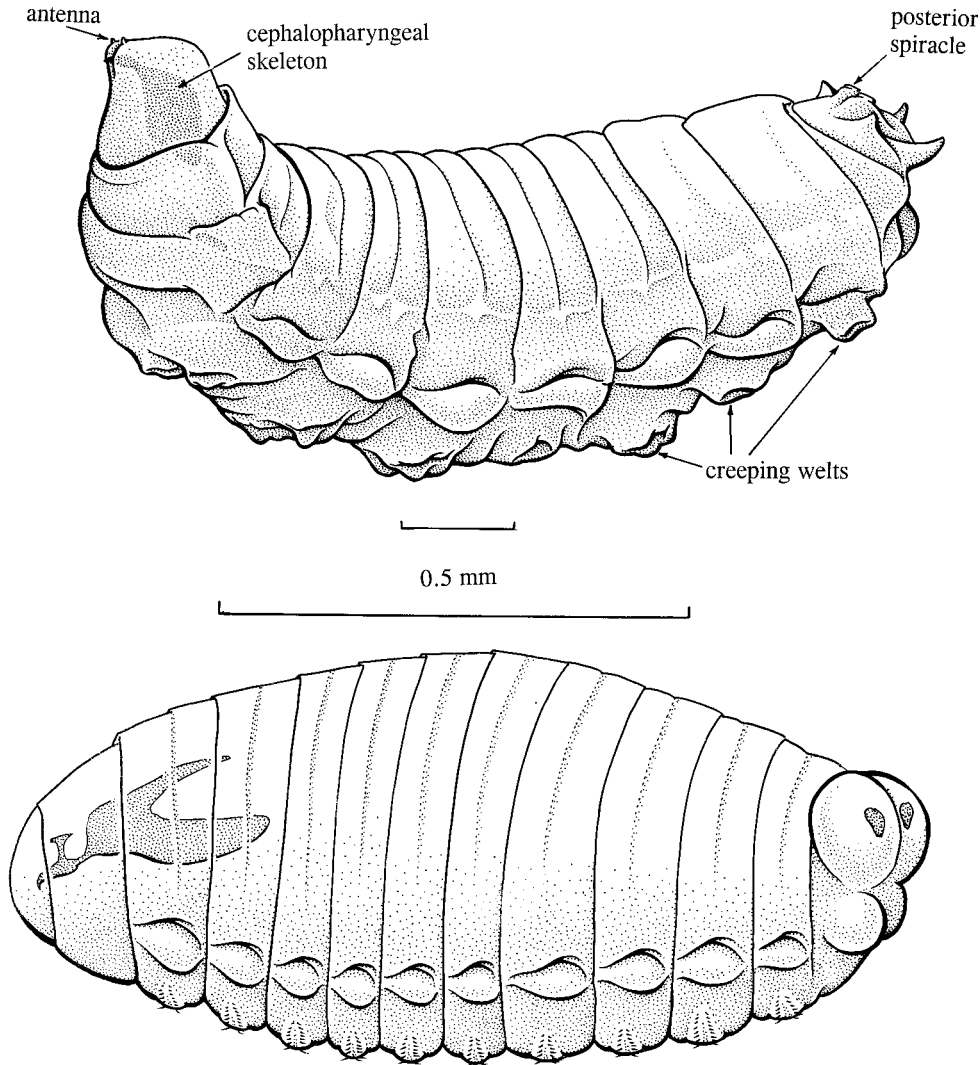 antenna
cephalopharyngeal
skeleton
posterior
spiracle
creeping welts
0.5 mm